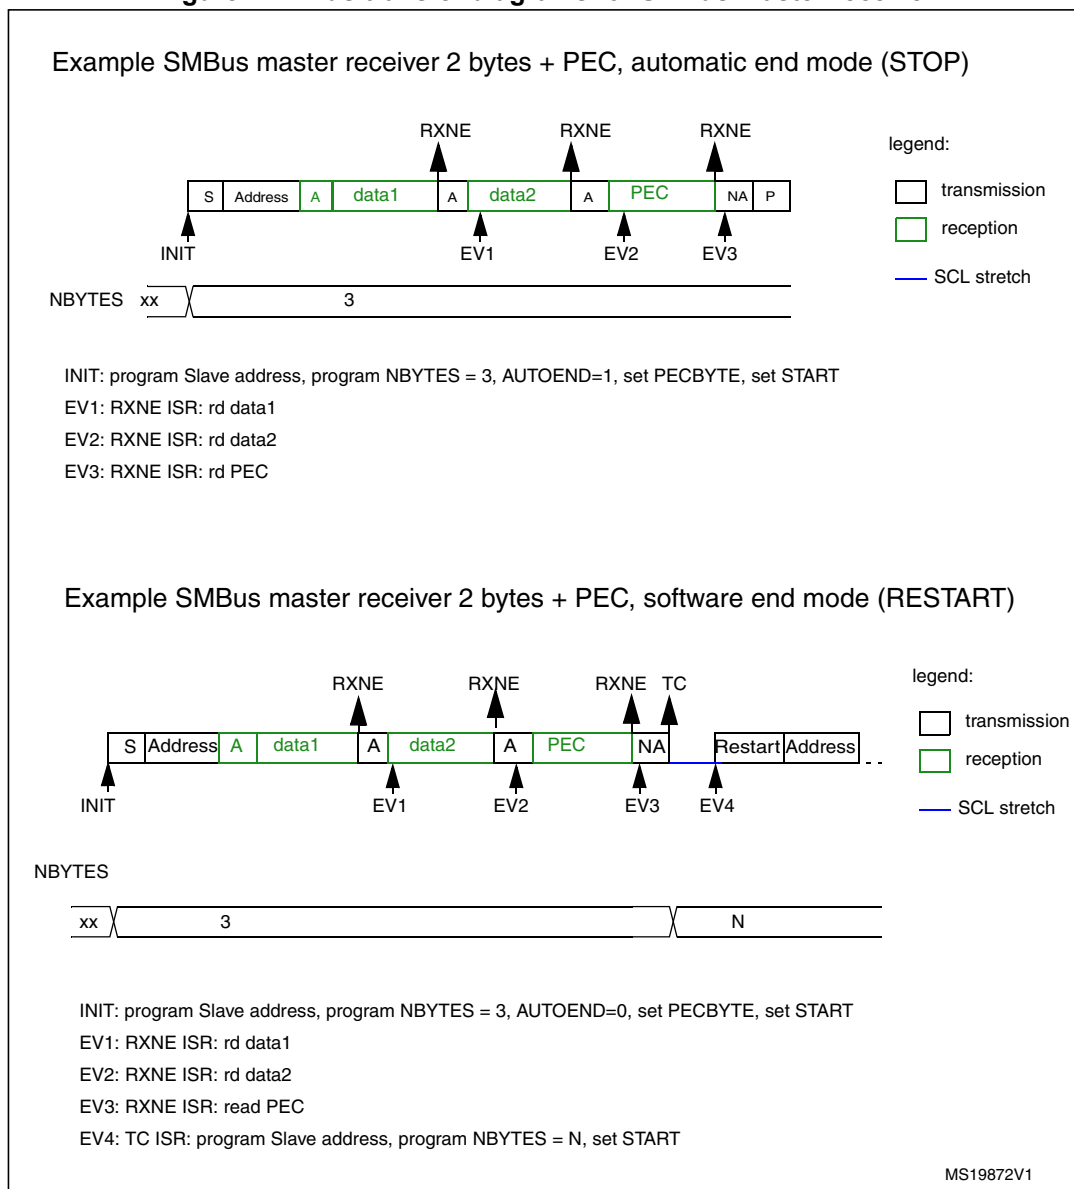 Example SMBus master receiver 2 bytes + PEC, automatic end mode (STOP)
RXNE RXNE RXNE
legend:
S Address A data1 A data2 A PEC NA P
transmission
reception
INIT EV1 EV2 EV3
SCL stretch
NBYTES xx 3
INIT: program Slave address, program NBYTES = 3, AUTOEND=1, set PECBYTE, set START
EV1: RXNE ISR: rd data1
EV2: RXNE ISR: rd data2
EV3: RXNE ISR: rd PEC
Example SMBus master receiver 2 bytes + PEC, software end mode (RESTART)
RXNE RXNE RXNE TC
legend:
transmission
S Address A data1 A data2 A PEC NA Restart Address
reception
INIT EV1 EV2 EV3 EV4
SCL stretch
NBYTES
xx 3 N
INIT: program Slave address, program NBYTES = 3, AUTOEND=0, set PECBYTE, set START
EV1: RXNE ISR: rd data1
EV2: RXNE ISR: rd data2
EV3: RXNE ISR: read PEC
EV4: TC ISR: program Slave address, program NBYTES = N, set START
MS19872V1